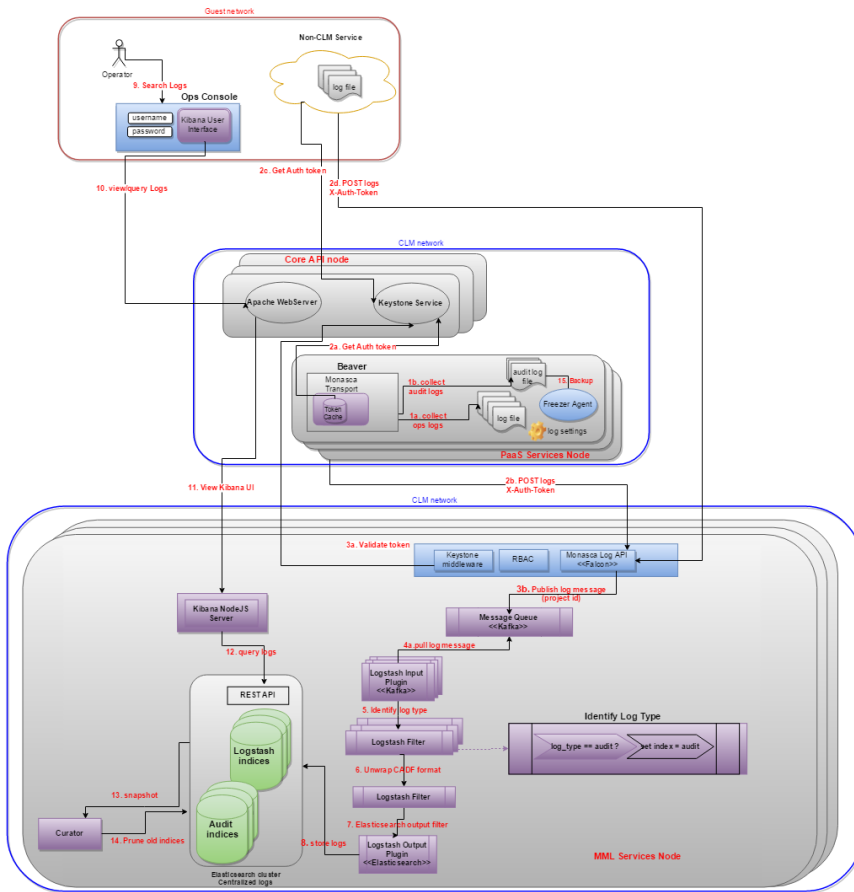 Guest network
Non-CLM Service
Operator
log file
9. Search Logs
Ops Console
username
password
Kibana User
Interface
2c. Get Auth token
2d. POST logs
X-Auth-Token
10. view/query Logs
CLM network
Core API node
Apache WebServer
Keystone Service
2a. Get Auth token
Beaver
Monasca
Transport
Token
Cache
1b. collect
audit logs
1a. collect
ops logs
audit log
file
15. Backup
Freezer Agent
log file
log settings
PaaS Services Node
2b. POST logs
X-Auth-Token
11. View Kibana UI
CLM network
3a. Validate token
Keystone
middleware
RBAC
Monasca Log API
<<Falcon>>
3b. Publish log message
(project id)
Kibana NodeJS
Server
Message Queue
<<Kafka>>
12. query logs
4a.pull log message
REST API
Logstash Input
Plugin
<<Kafka>>
5. Identify log type
Identify Log Type
Logstash
indices
Logstash Filter
log_type == audit ?
set index = audit
6. Unwrap CADF format
13. snapshot
Logstash Filter
Curator
14. Prune old indices
Audit
indices
7. Elasticsearch output filter
8. store logs
Logstash Output
Plugin
<<Elasticsearch>
MML Services Node
Elasticsearch cluster
Centralized logs